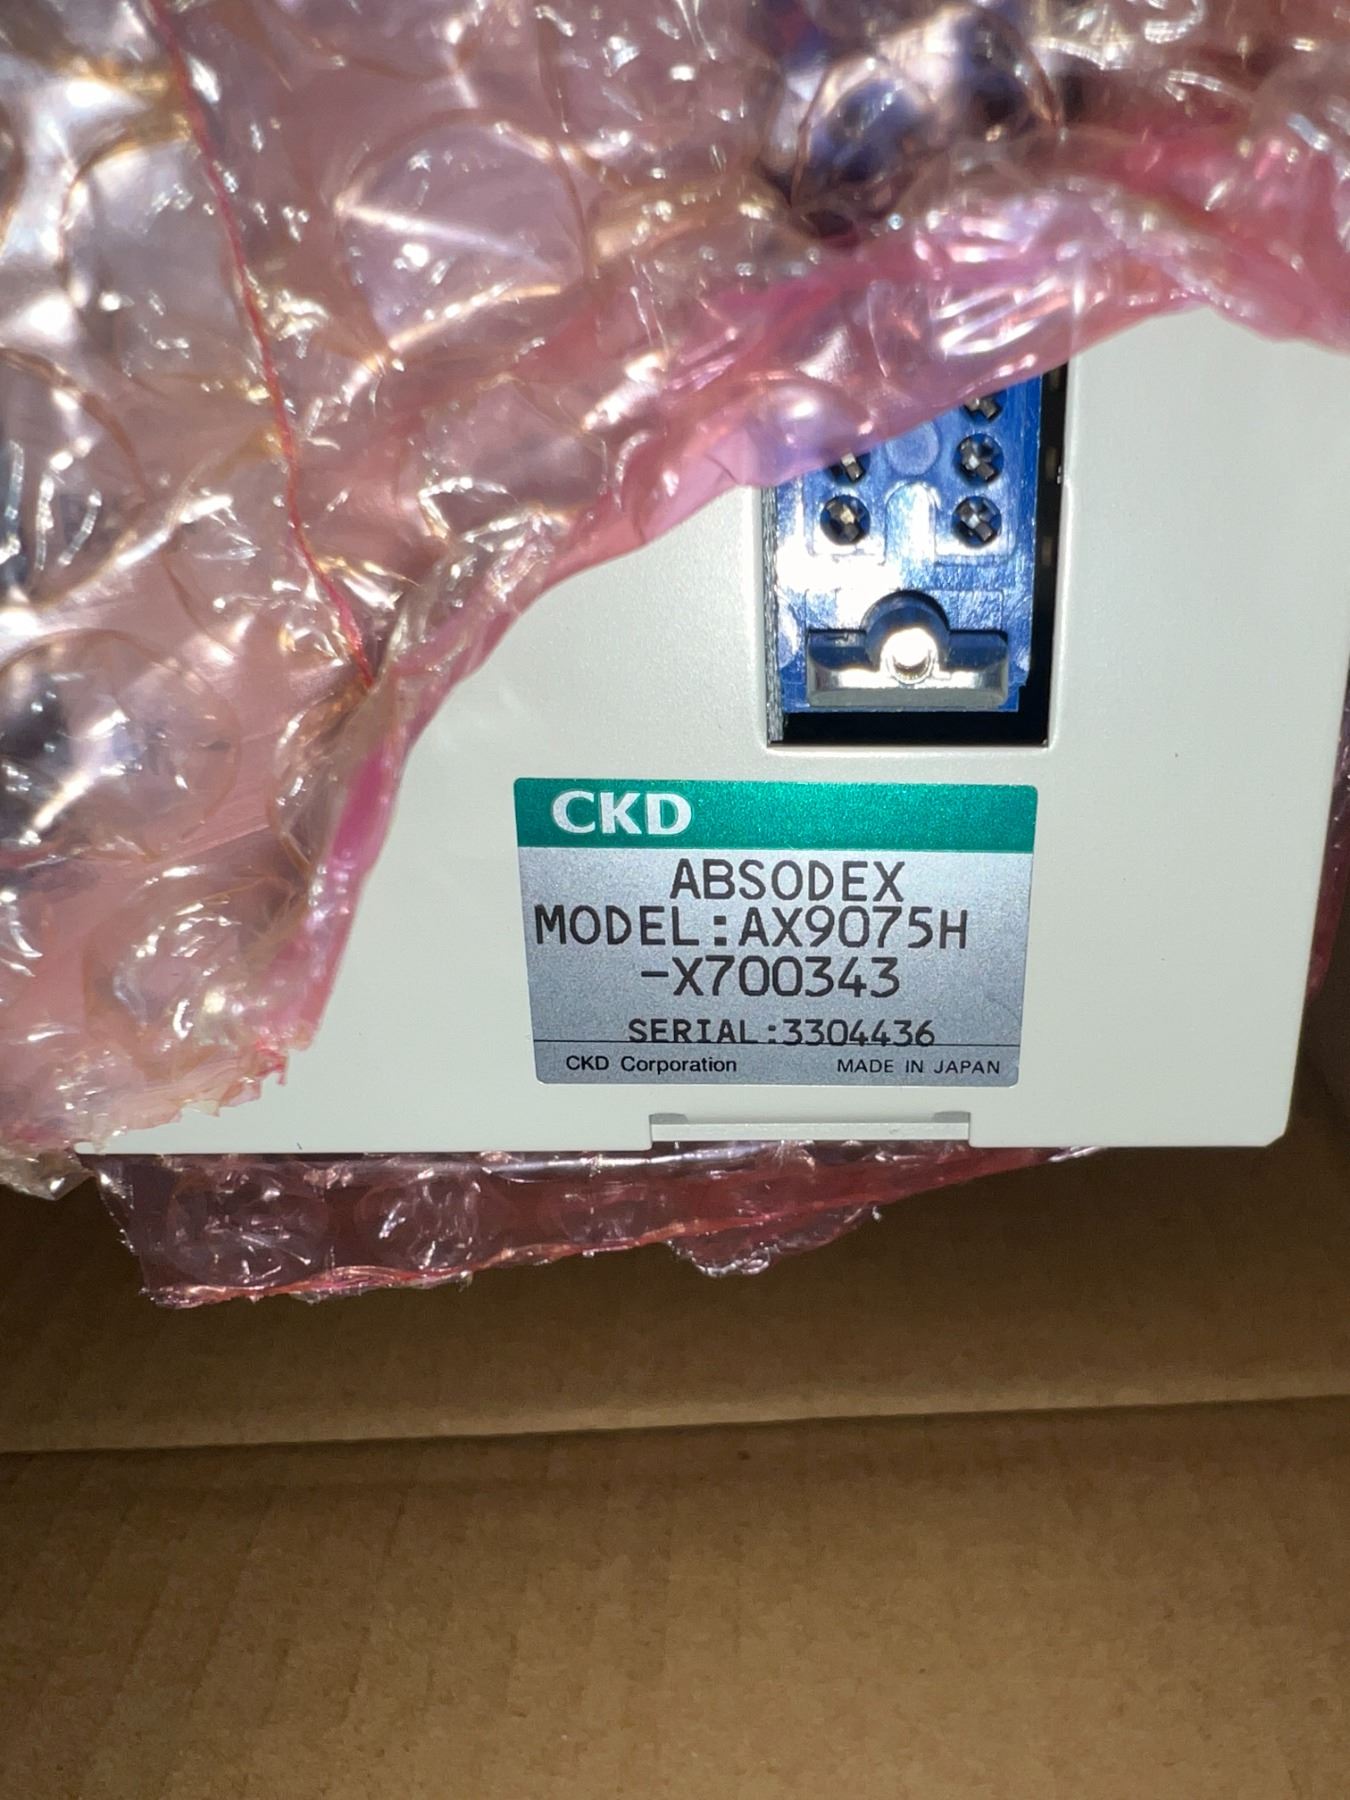 CKD
ABSODEX
MODEL:AX9075H
-X700343
SERIAL:3304436
CKD Corporation MADE IN JAPAN